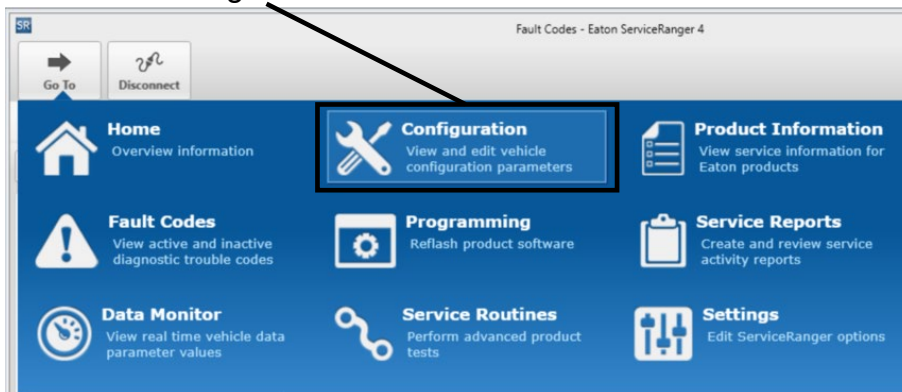 SR
Fault Codes - Eaton ServiceRanger 4
Go To
Disconnect
Home
Overview information
Configuration
View and edit vehicle
configuration parameters
Product Information
View service information for
Eaton products
Fault Codes
View active and inactive
diagnostic trouble codes
Programming
Reflash product software
Service Reports
Create and review service
activity reports
Data Monitor
View real time vehicle data
parameter values
Service Routines
Perform advanced product
tests
Settings
Edit ServiceRanger options